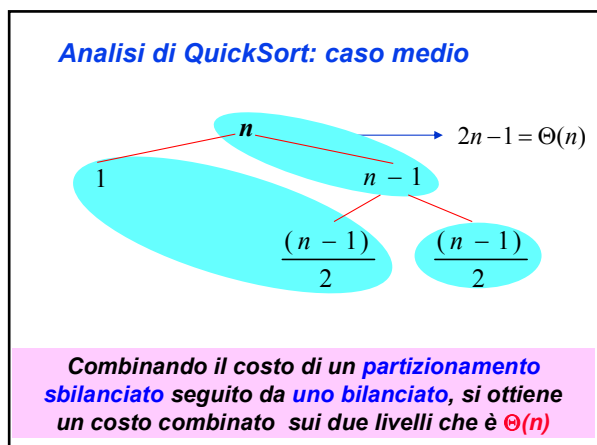 Analisi di QuickSort: caso medio
n
2n−1 = Θ(n)
1
n − 1
(n − 1)
2
(n − 1)
2
Combinando il costo di un partizionamento
sbilanciato seguito da uno bilanciato, si ottiene
un costo combinato sui due livelli che è Θ(n)